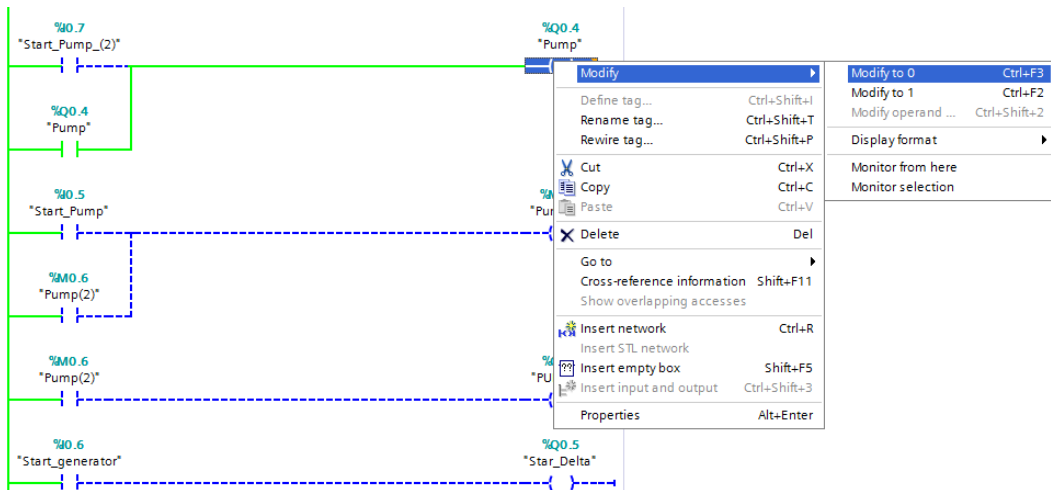 %I0.7
"Start_Pump_(2)"
%Q0.4
"Pump"
%Q0.4
"Pump"
%I0.5
"Start_Pump"
%M0.6
"Pump(2)"
%M0.6
"Pump(2)"
%I0.6
"Start_generator"
%Q0.5
"Star_Delta"
Modify
Define tag... Ctrl+Shift+I
Rename tag... Ctrl+Shift+T
Rewire tag... Ctrl+Shift+P
Cut Ctrl+X
Copy Ctrl+C
Paste Ctrl+V
Delete Del
Go to
Cross-reference information Shift+F11
Show overlapping accesses
Insert network Ctrl+R
Insert STL network
Insert empty box Shift+F5
Insert input and output Ctrl+Shift+3
Properties Alt+Enter
Modify to 0 Ctrl+F3
Modify to 1 Ctrl+F2
Modify operand ... Ctrl+Shift+2
Display format
Monitor from here
Monitor selection